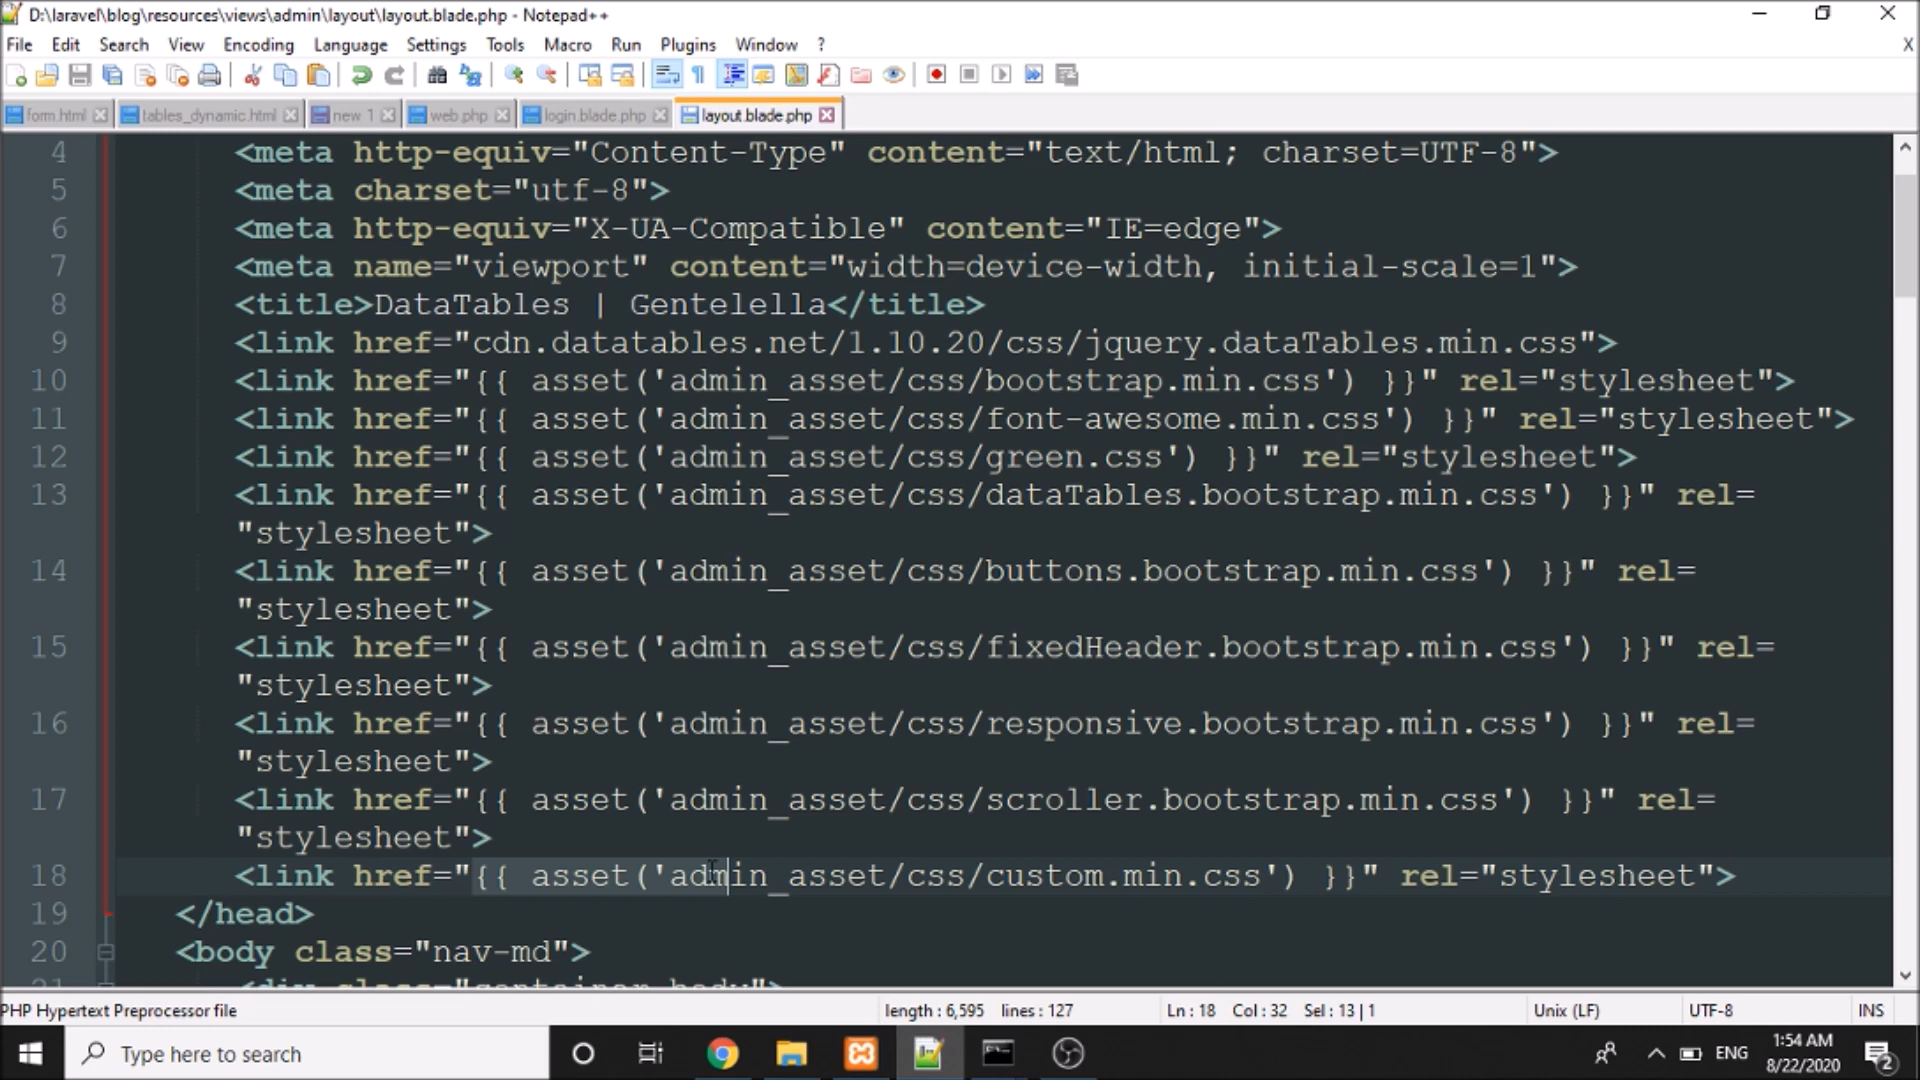 D:\laravel\blog\resources\views\admin\layout\layout.blade.php - Notepad++
File Edit Search View Encoding Language Settings Tools Macro Run Plugins Window ? X
form.html tables_dynamic.html new 1 web.php login.blade.php layout.blade.php
4 <meta http-equiv="Content-Type" content="text/html; charset=UTF-8">
5 <meta charset="utf-8">
6 <meta http-equiv="X-UA-Compatible" content="IE=edge">
7 <meta name="viewport" content="width=device-width, initial-scale=1">
8 <title>DataTables | Gentelella</title>
9 <link href="cdn.datatables.net/1.10.20/css/jquery.dataTables.min.css">
10 <link href="{{ asset('admin_asset/css/bootstrap.min.css') }}" rel="stylesheet">
11 <link href="{{ asset('admin_asset/css/font-awesome.min.css') }}" rel="stylesheet">
12 <link href="{{ asset('admin_asset/css/green.css') }}" rel="stylesheet">
13 <link href="{{ asset('admin_asset/css/dataTables.bootstrap.min.css') }}" rel=
"stylesheet">
14 <link href="{{ asset('admin_asset/css/buttons.bootstrap.min.css') }}" rel=
"stylesheet">
15 <link href="{{ asset('admin_asset/css/fixedHeader.bootstrap.min.css') }}" rel=
"stylesheet">
16 <link href="{{ asset('admin_asset/css/responsive.bootstrap.min.css') }}" rel=
"stylesheet">
17 <link href="{{ asset('admin_asset/css/scroller.bootstrap.min.css') }}" rel=
"stylesheet">
18 <link href="{{ asset('admin_asset/css/custom.min.css') }}" rel="stylesheet">
19 </head>
20 <body class="nav-md">
21 <div class="container body">
PHP Hypertext Preprocessor file length : 6,595 lines : 127 Ln : 18 Col : 32 Sel : 13 | 1 Unix (LF) UTF-8 INS
Type here to search ENG 1:54 AM
8/22/2020 2